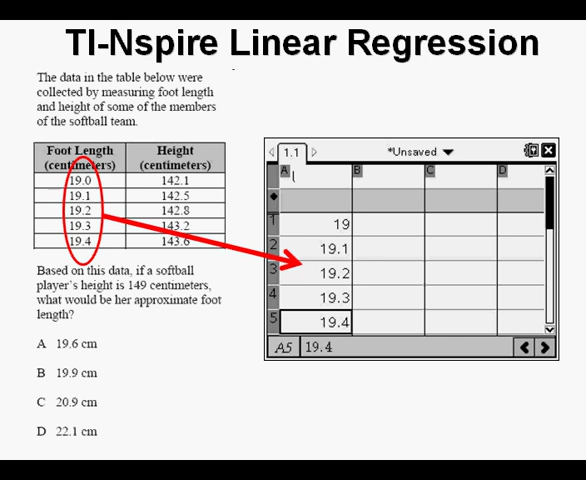 TI-Nspire Linear Regression
The data in the table below were
collected by measuring foot length
and height of some of the members
of the softball team.
Foot Length Height
(centimeters) (centimeters)
19.0 142.1
19.1 142.5
19.2 142.8
19.3 143.2
19.4 143.6
Based on this data, if a softball
player's height is 149 centimeters,
what would be her approximate foot
length?
A 19.6 cm
B 19.9 cm
C 20.9 cm
D 22.1 cm
1.1 *Unsaved
A l B C D
1 19
2 19.1
3 19.2
4 19.3
5 19.4
A5 19.4